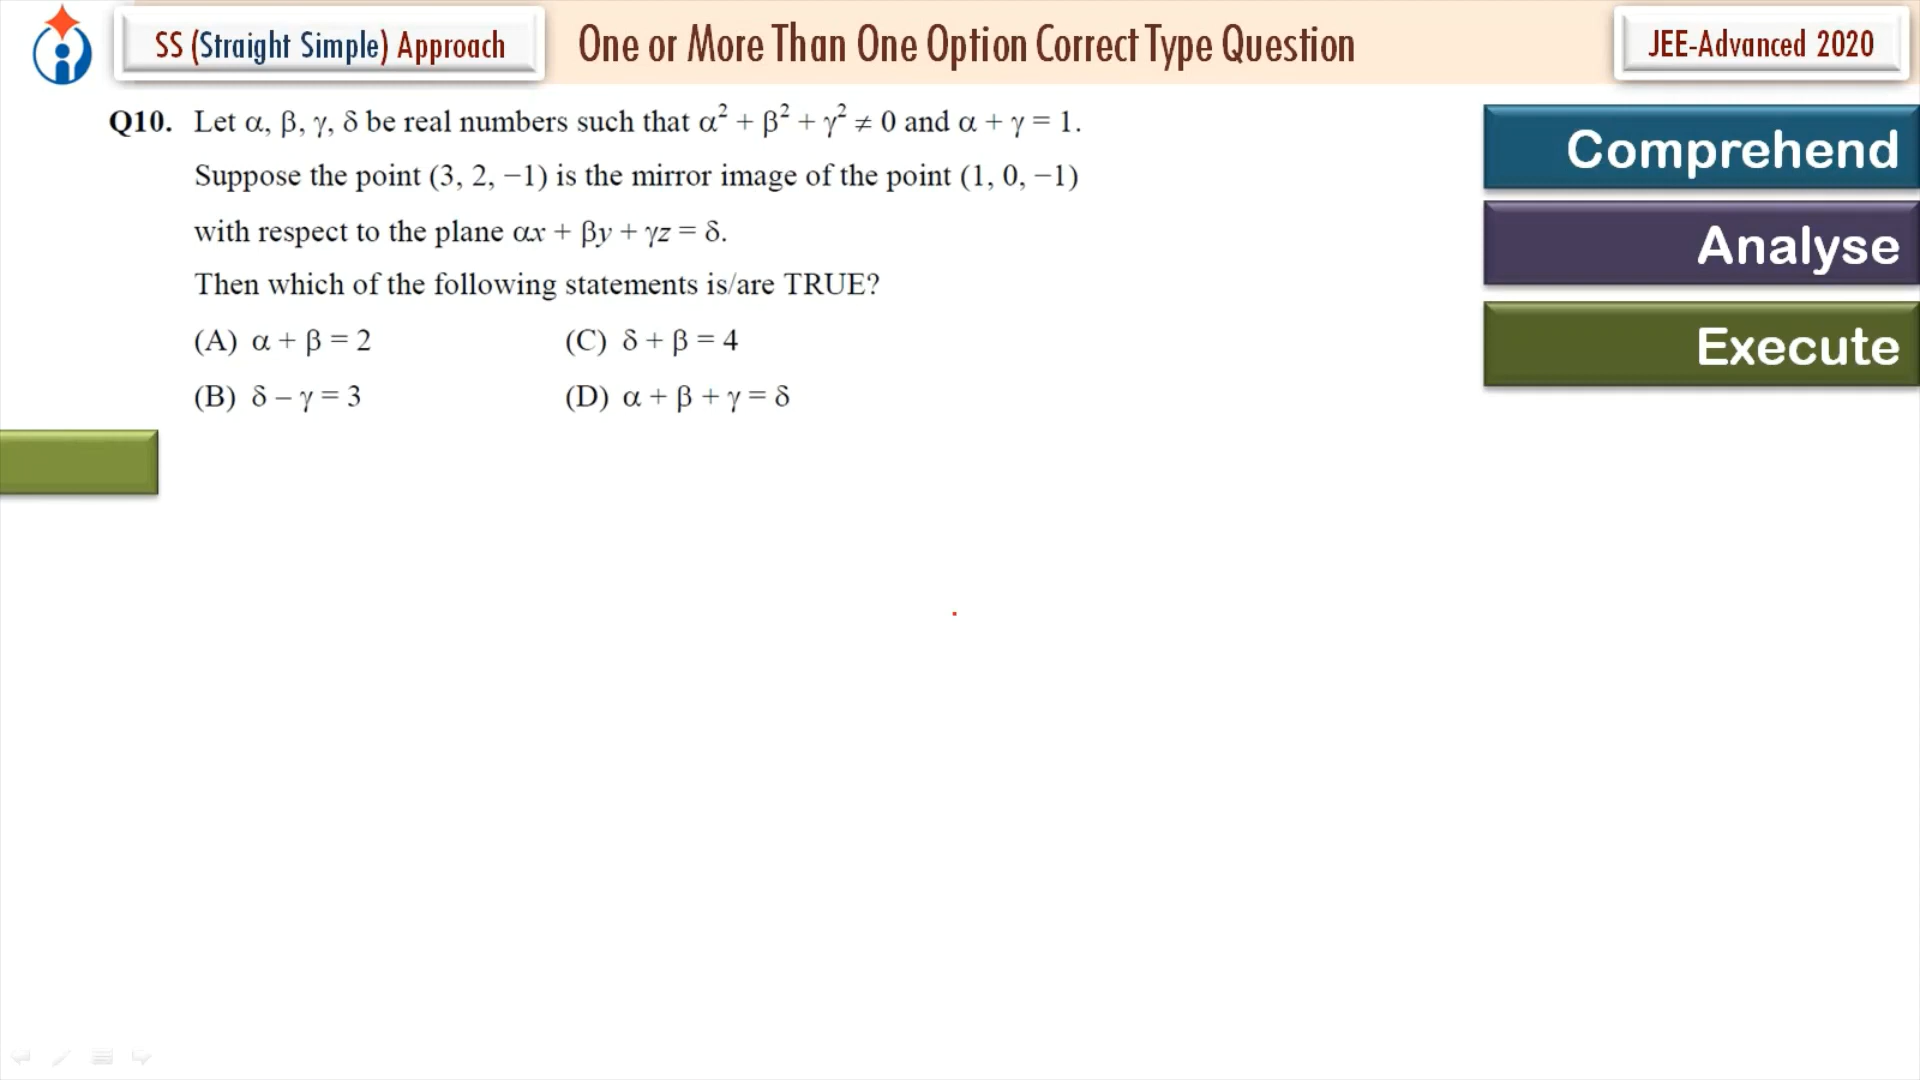 SS (Straight Simple) Approach
One or More Than One Option Correct Type Question
JEE-Advanced 2020
Q10. Let α, β, γ, δ be real numbers such that α² + β² + γ² ≠ 0 and α + γ = 1.
Suppose the point (3, 2, −1) is the mirror image of the point (1, 0, −1)
with respect to the plane αx + βy + γz = δ.
Then which of the following statements is/are TRUE?
(A) α + β = 2 (C) δ + β = 4
(B) δ – γ = 3 (D) α + β + γ = δ
Comprehend
Analyse
Execute